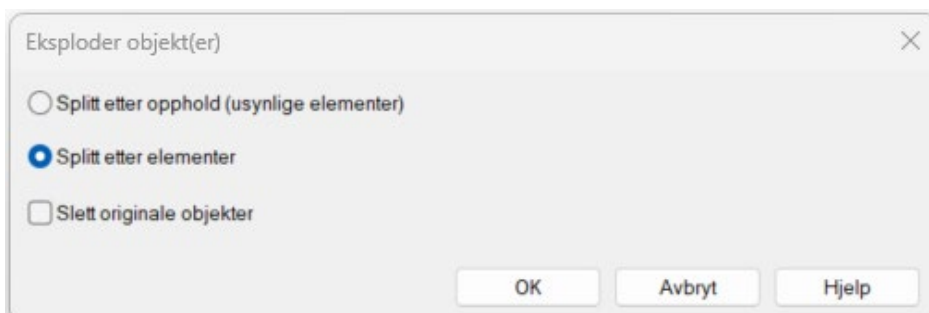 Eksploder objekt(er)
Splitt etter opphold (usynlige elementer)
Splitt etter elementer
Slett originale objekter
OK Avbryt Hjelp